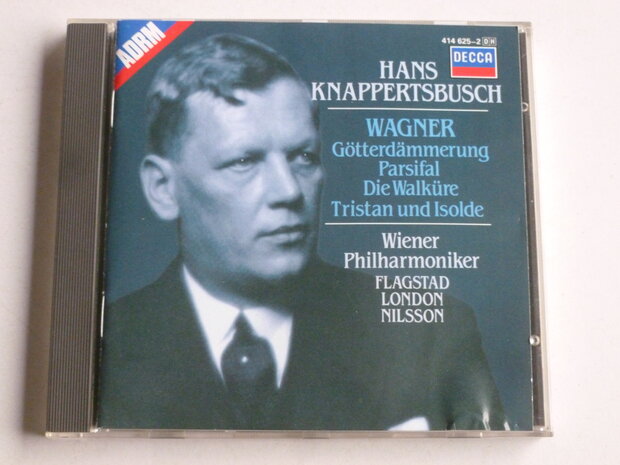 ADRM
414 625-2 DH
DECCA
HANS
KNAPPERTSBUSCH
WAGNER
Götterdämmerung
Parsifal
Die Walküre
Tristan und Isolde
Wiener
Philharmoniker
FLAGSTAD
LONDON
NILSSON